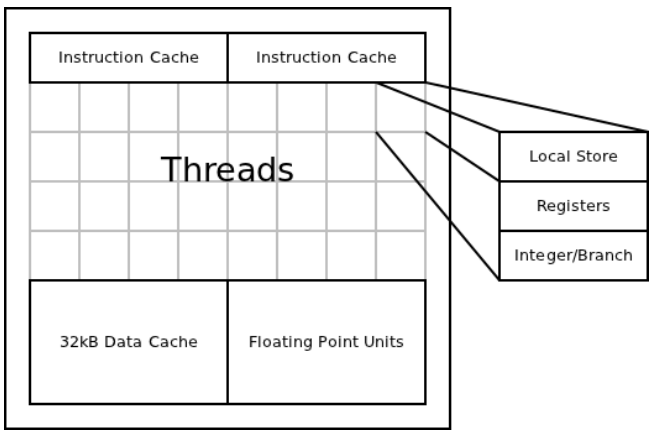 Instruction Cache
Instruction Cache
Threads
Local Store
Registers
Integer/Branch
32kB Data Cache
Floating Point Units